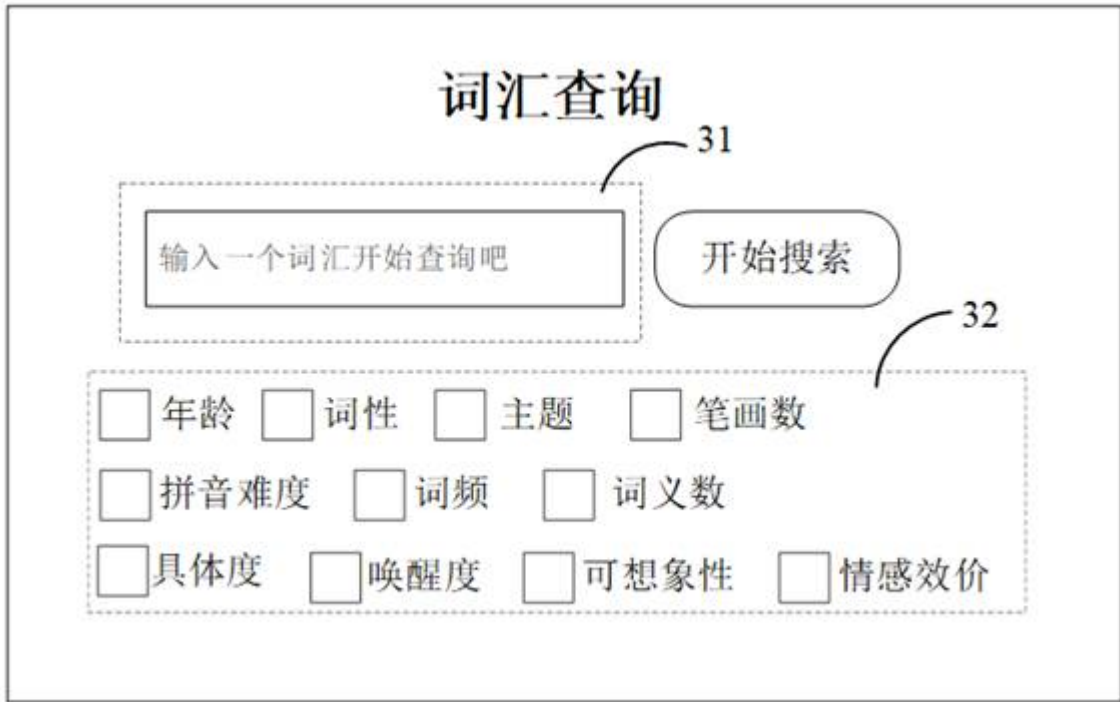 词汇查询
31
输入一个词汇开始查询吧 开始搜索
32
年龄 词性 主题 笔画数
拼音难度 词频 词义数
具体度 唤醒度 可想象性 情感效价